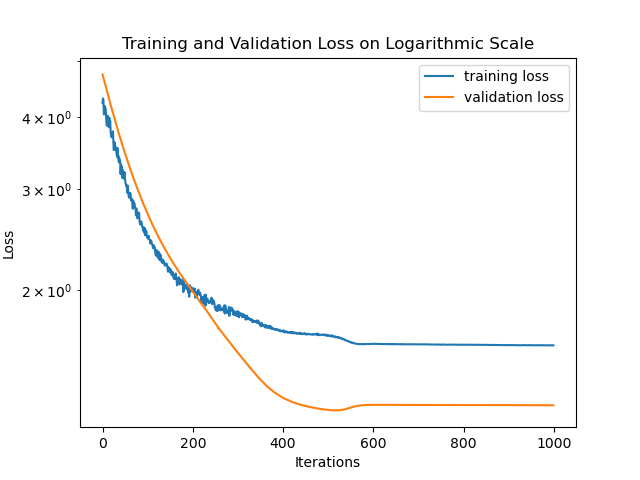 Training and Validation Loss on Logarithmic Scale
training loss
validation loss
4 × 10⁰
3 × 10⁰
2 × 10⁰
Loss
0 200 400 600 800 1000
Iterations